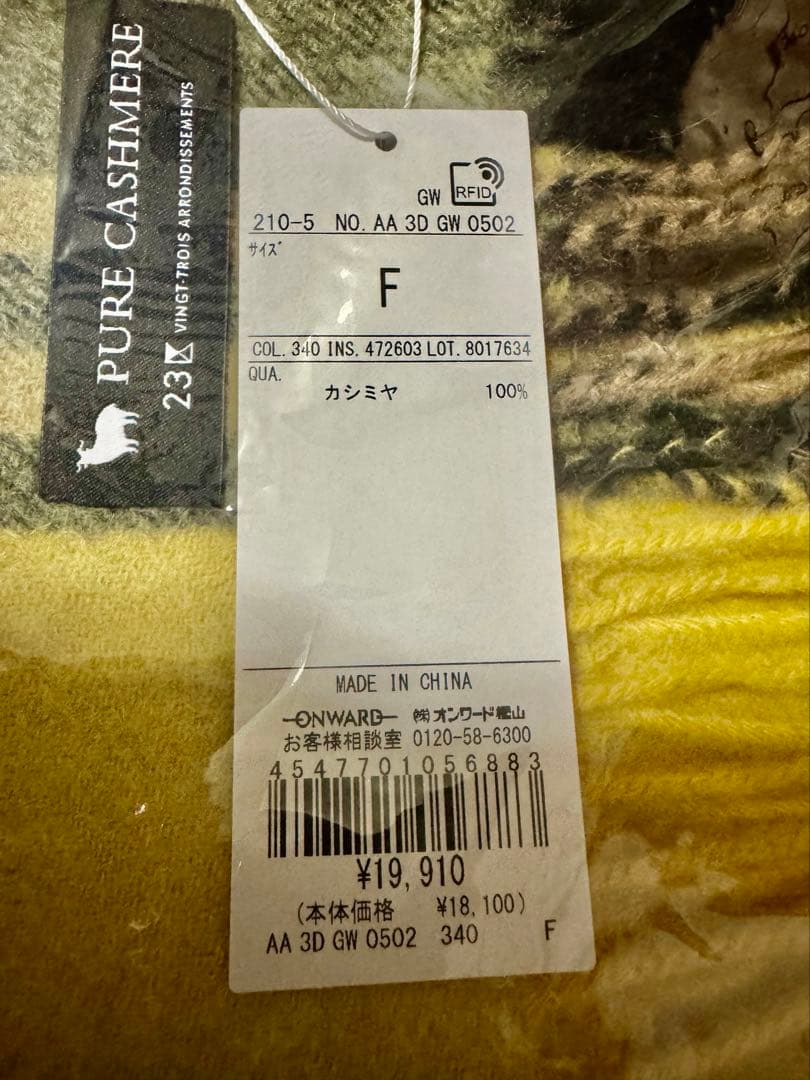 PURE CASHMERE
23区 VINGT-TROIS ARRONDISSEMENTS
GW RFID
210-5 NO. AA 3D GW 0502
サイズ
F
COL. 340 INS. 472603 LOT. 8017634
QUA.
カシミヤ 100%
MADE IN CHINA
ONWARD ㈱オンワード樫山
お客様相談室 0120-58-6300
4547701056883
¥19,910
(本体価格 ¥18,100)
AA 3D GW 0502 340 F